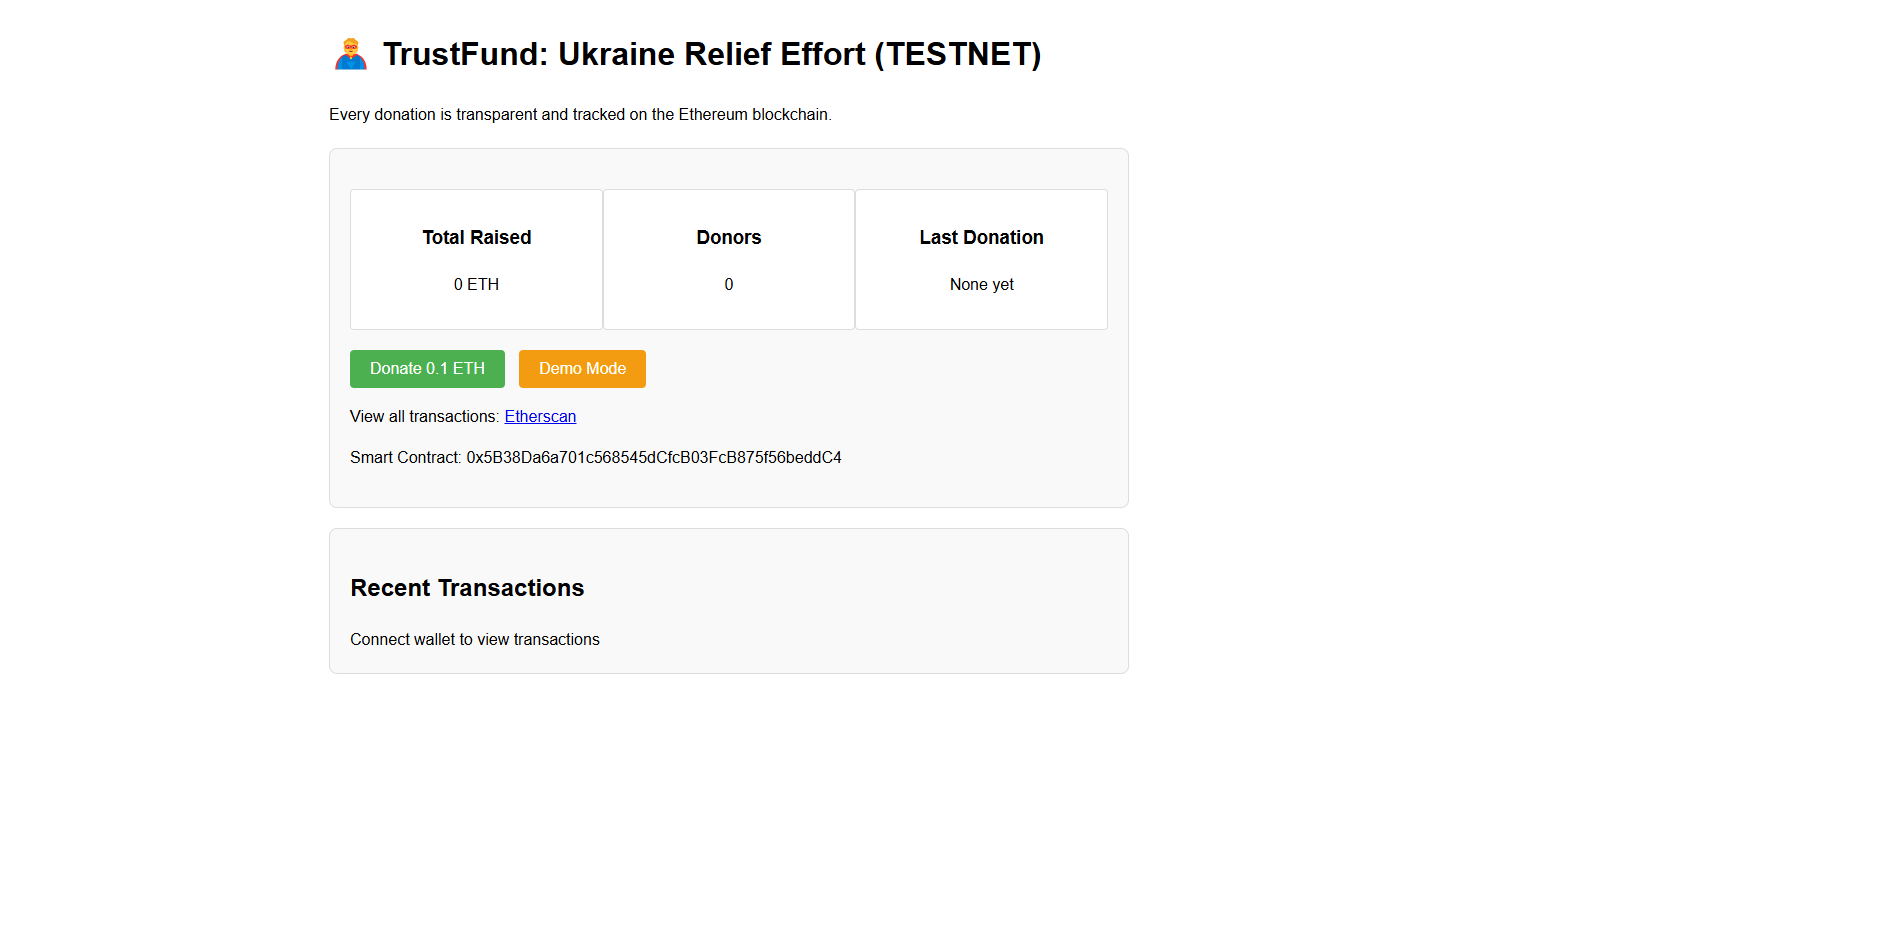 TrustFund: Ukraine Relief Effort (TESTNET)
Every donation is transparent and tracked on the Ethereum blockchain.
Total Raised
0 ETH
Donors
0
Last Donation
None yet
Donate 0.1 ETH
Demo Mode
View all transactions: Etherscan
Smart Contract: 0x5B38Da6a701c568545dCfcB03FcB875f56beddC4
Recent Transactions
Connect wallet to view transactions